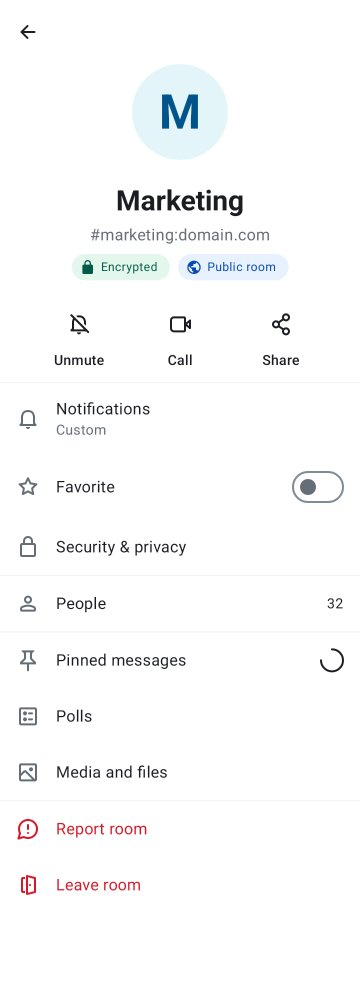 M
Marketing
#marketing:domain.com
Encrypted
Public room
Unmute
Call
Share
Notifications
Custom
Favorite
Security & privacy
People
32
Pinned messages
Polls
Media and files
Report room
Leave room